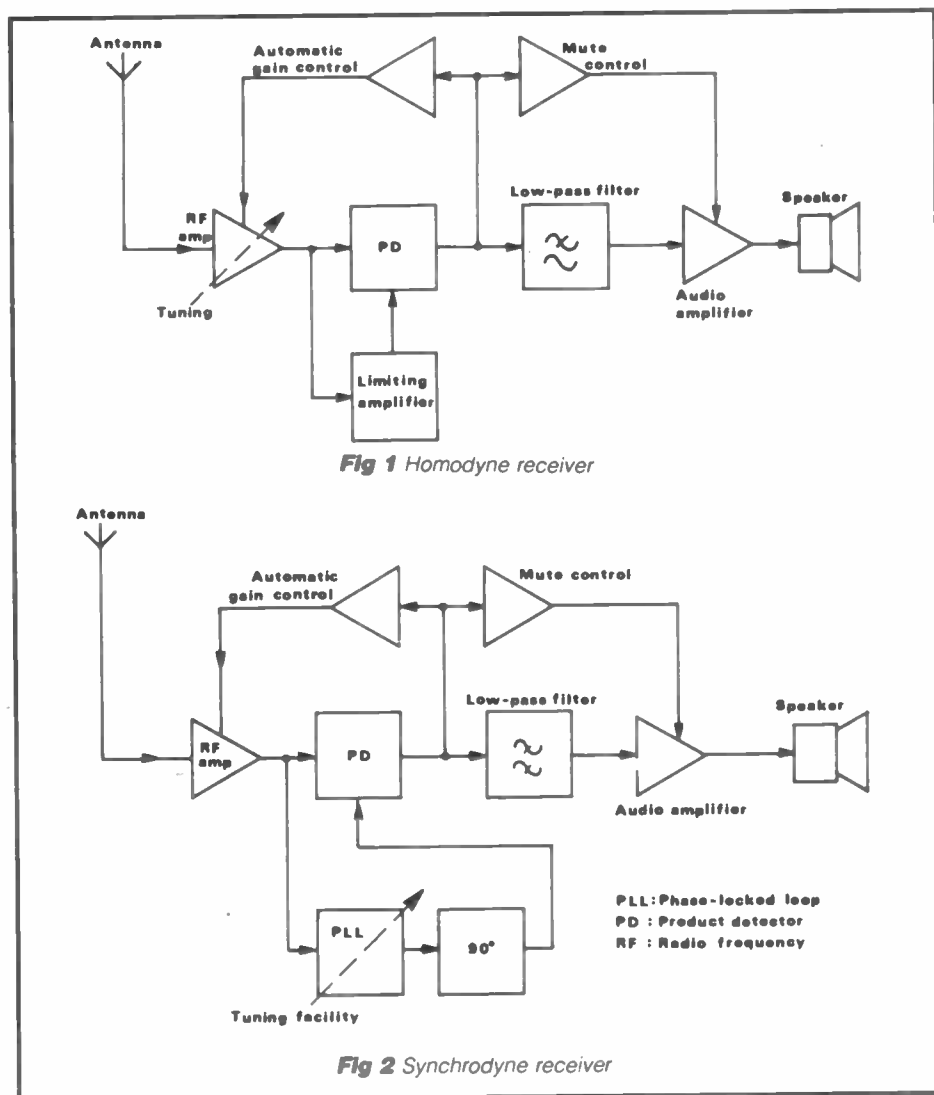 Antenna
Automatic
gain control
Mute
control
RF
amp
Tuning
PD
Low-pass filter
Speaker
Audio
amplifier
Limiting
amplifier
Fig 1 Homodyne receiver
Antenna
Automatic
gain control
Mute control
RF
amp
PD
Low-pass filter
Speaker
Audio amplifier
PLL
90°
Tuning facility
PLL: Phase-locked loop
PD : Product detector
RF : Radio frequency
Fig 2 Synchrodyne receiver